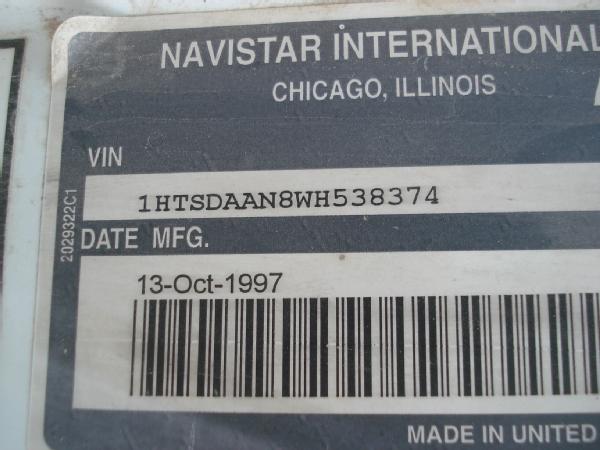 NAVISTAR INTERNATIONAL
CHICAGO, ILLINOIS
VIN
1HTSDAAN8WH538374
2029322C1
DATE MFG.
13-Oct-1997
MADE IN UNITED